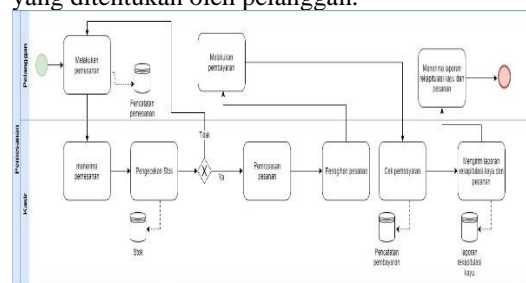 yang ditentukan oleh pelanggan.
Pemesanan
Pelanggan
Melakukan
pemesanan
Pencatatan
pemesanan
Melakukan
pembayaran
Menerima laporan
rekapitulasi kayu dan
pesanan
Kasir
menerima
pemesanan
Pengecekan Stok
Stok
Tidak
Ya
Pemrosesan
pesanan
Penagihan pesanan
Cek pembayaran
Pencatatan
pembayaran
Mengirim laporan
rekapitulasi kayu dan
pesanan
laporan
rekapitulasi
kayu